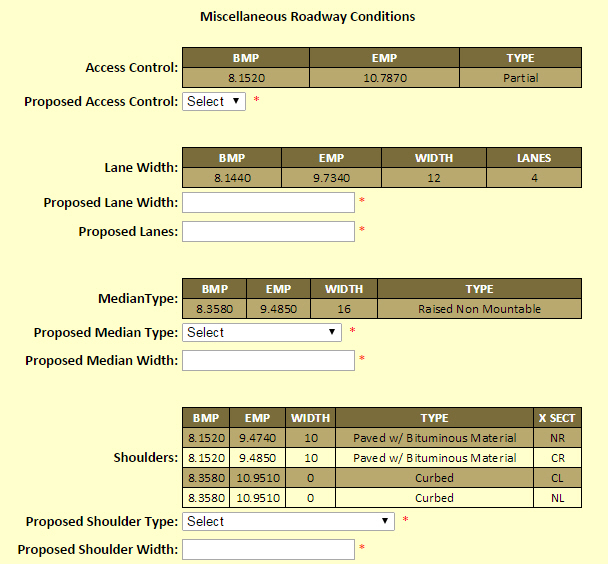 Miscellaneous Roadway Conditions
Access Control:
BMP EMP TYPE
8.1520 10.7870 Partial
Proposed Access Control: Select *
Lane Width:
BMP EMP WIDTH LANES
8.1440 9.7340 12 4
Proposed Lane Width: *
Proposed Lanes: *
MedianType:
BMP EMP WIDTH TYPE
8.3580 9.4850 16 Raised Non Mountable
Proposed Median Type: Select *
Proposed Median Width: *
Shoulders:
BMP EMP WIDTH TYPE X SECT
8.1520 9.4740 10 Paved w/ Bituminous Material NR
8.1520 9.4850 10 Paved w/ Bituminous Material CR
8.3580 10.9510 0 Curbed CL
8.3580 10.9510 0 Curbed NL
Proposed Shoulder Type: Select *
Proposed Shoulder Width: *